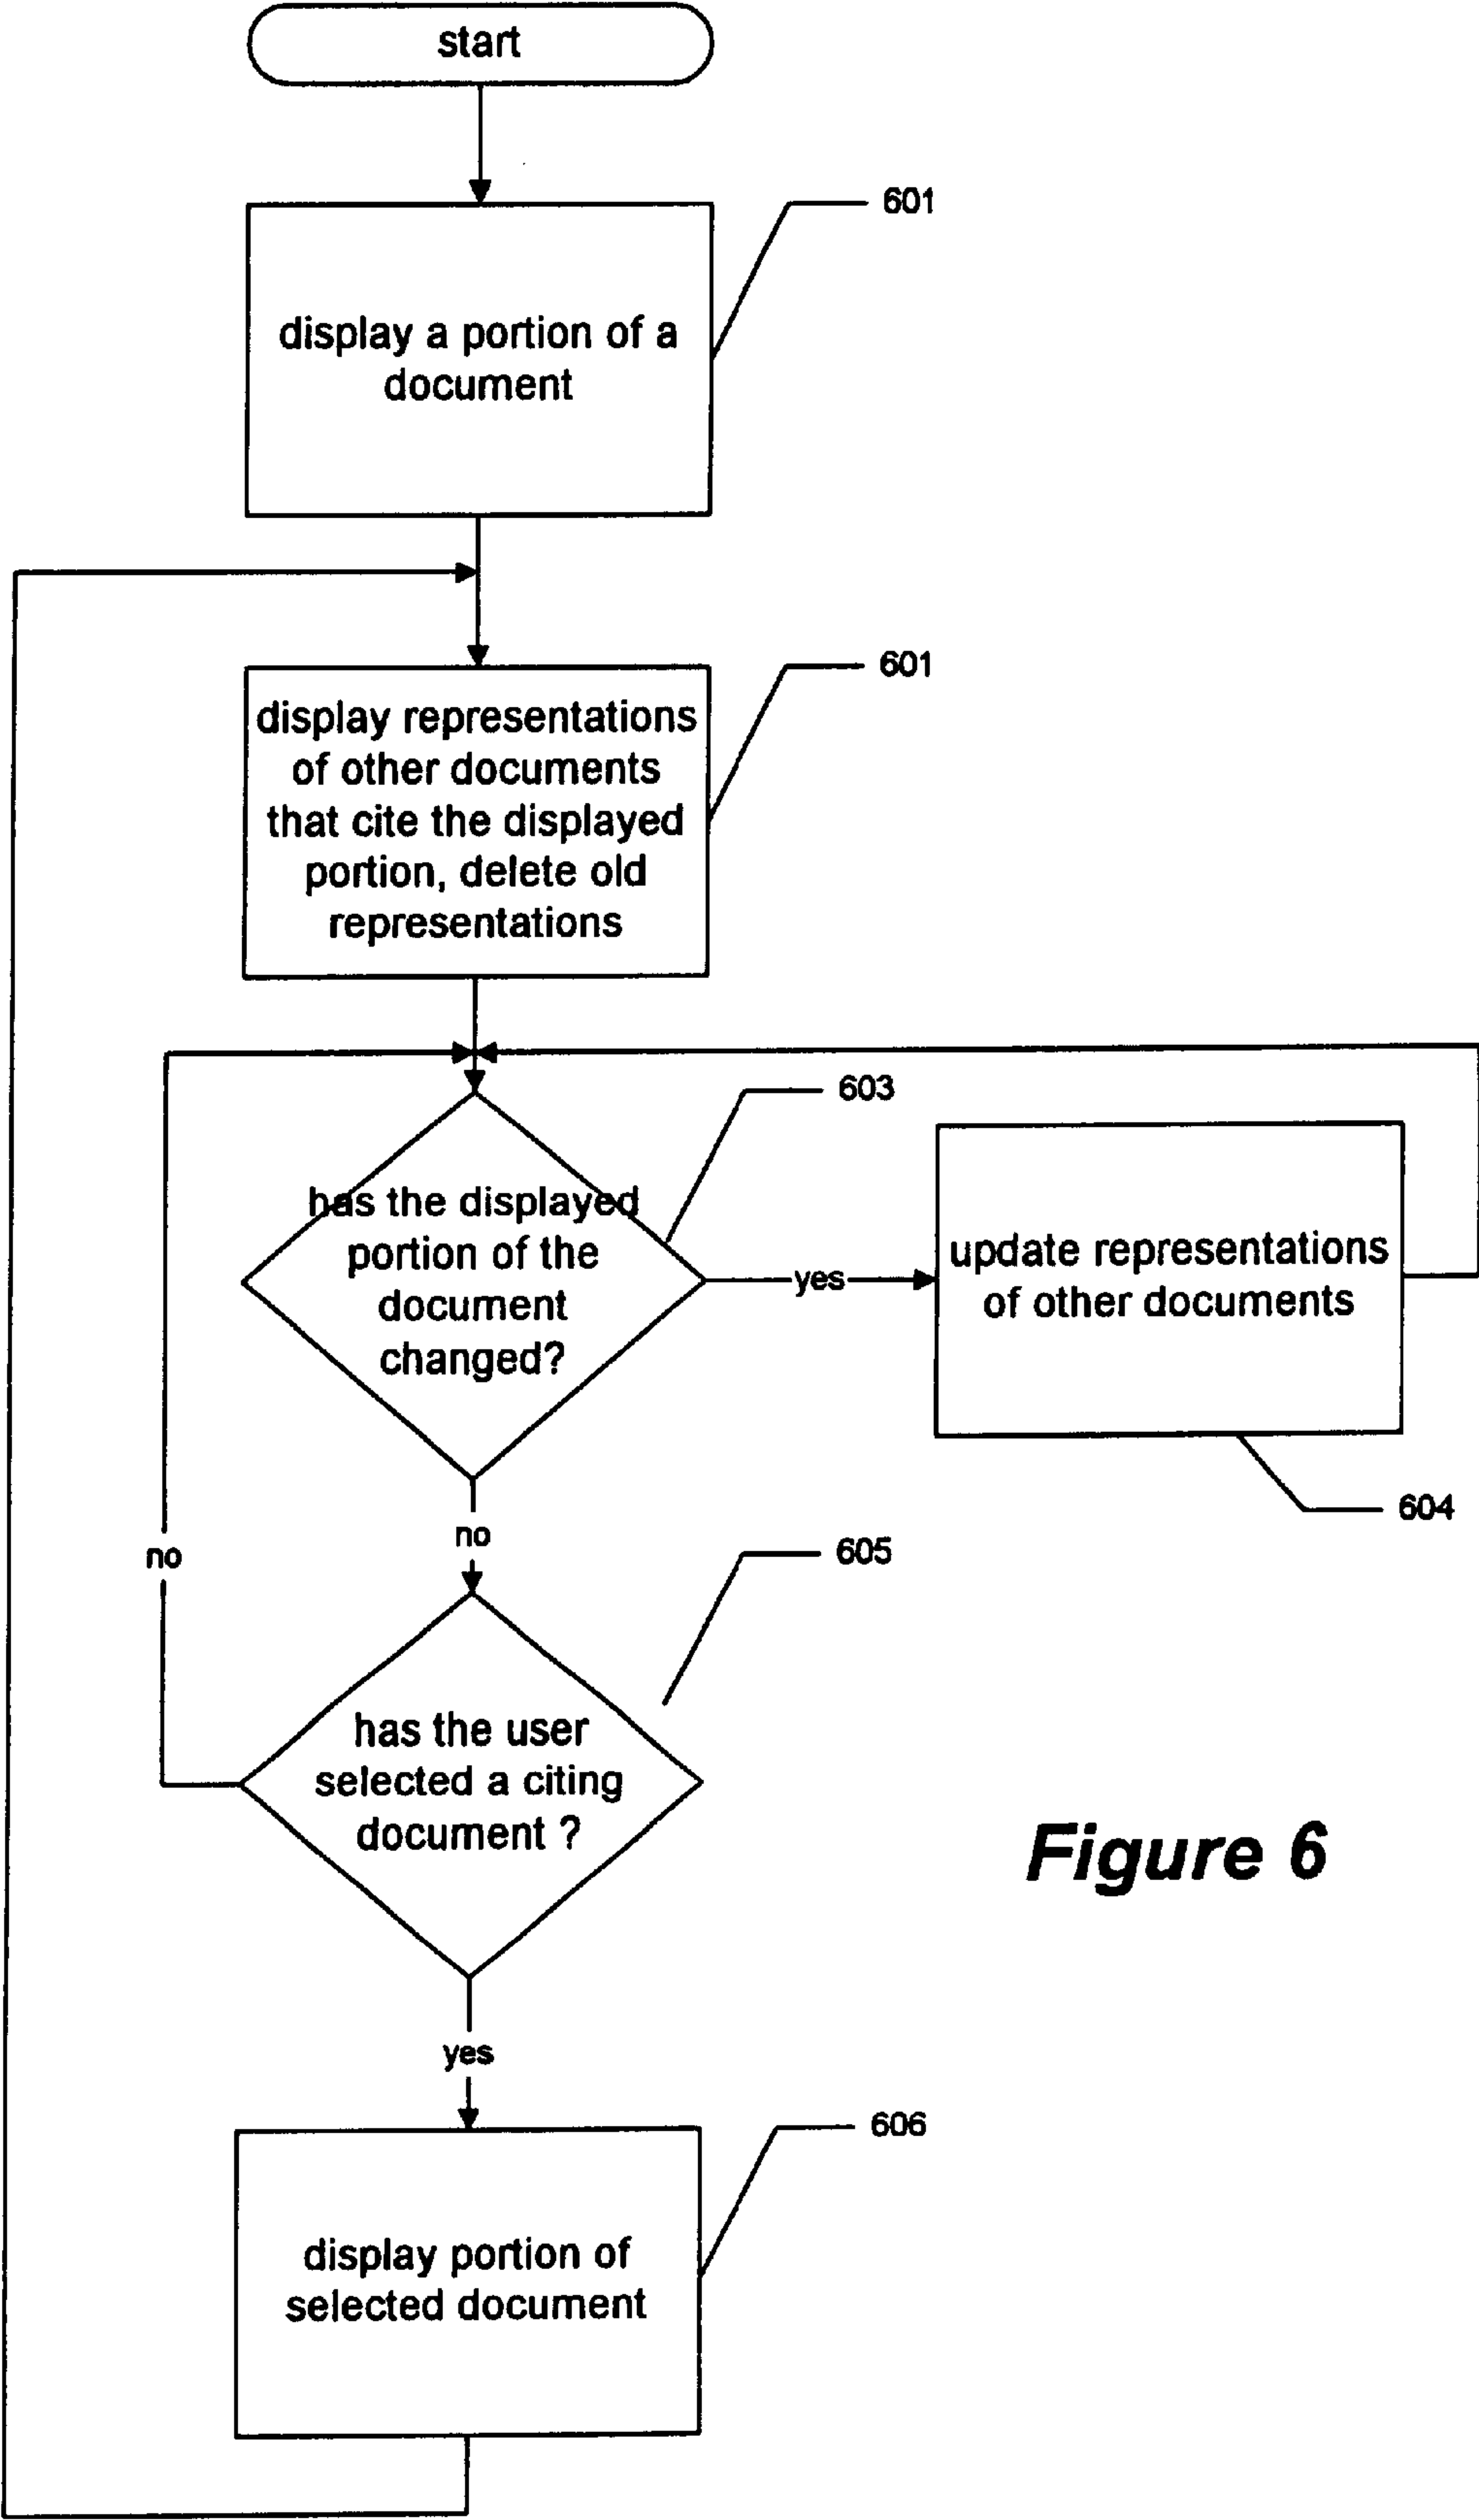 start
601
display a portion of a
document
601
display representations
of other documents
that cite the displayed
portion, delete old
representations
603
has the displayed
portion of the
document
changed?
yes
update representations
of other documents
604
no
no
605
has the user
selected a citing
document ?
Figure 6
yes
606
display portion of
selected document